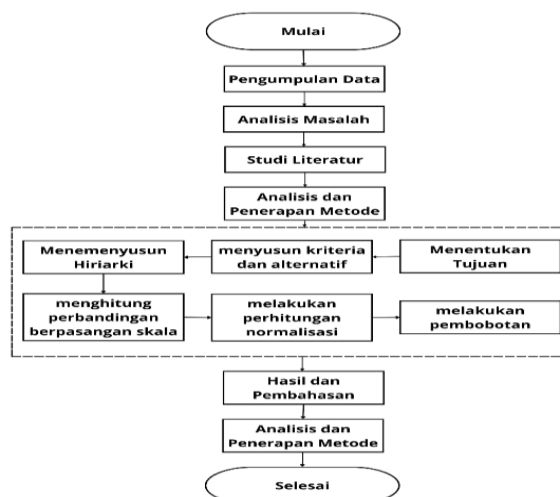 Mulai
Pengumpulan Data
Analisis Masalah
Studi Literatur
Analisis dan
Penerapan Metode
Menentukan
Tujuan
menyusun kriteria
dan alternatif
Menemenyusun
Hiriarki
menghitung
perbandingan
berpasangan skala
melakukan
perhitungan
normalisasi
melakukan
pembobotan
Hasil dan
Pembahasan
Analisis dan
Penerapan Metode
Selesai